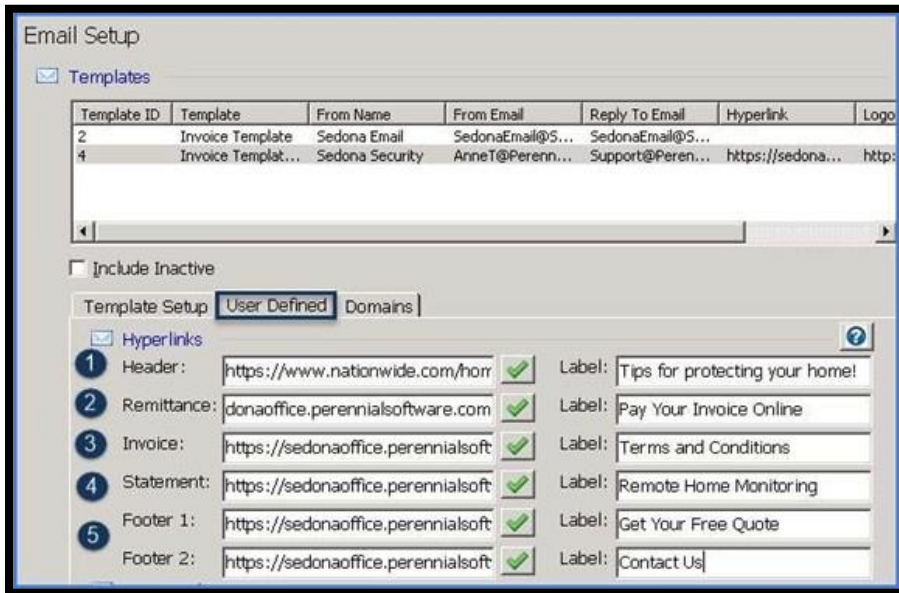 Email Setup
Templates
Template ID Template From Name From Email Reply To Email Hyperlink Logo
2 Invoice Template Sedona Email SedonaEmail@S... SedonaEmail@S...
4 Invoice Templat... Sedona Security AnneT@Perenn... Support@Peren... https://sedona... http:
Include Inactive
Template Setup User Defined Domains
Hyperlinks ?
1 Header: https://www.nationwide.com/hom Label: Tips for protecting your home!
2 Remittance: donaoffice.perennialsoftware.com Label: Pay Your Invoice Online
3 Invoice: https://sedonaoffice.perennialsoft Label: Terms and Conditions
4 Statement: https://sedonaoffice.perennialsoft Label: Remote Home Monitoring
5 Footer 1: https://sedonaoffice.perennialsoft Label: Get Your Free Quote
Footer 2: https://sedonaoffice.perennialsoft Label: Contact Us